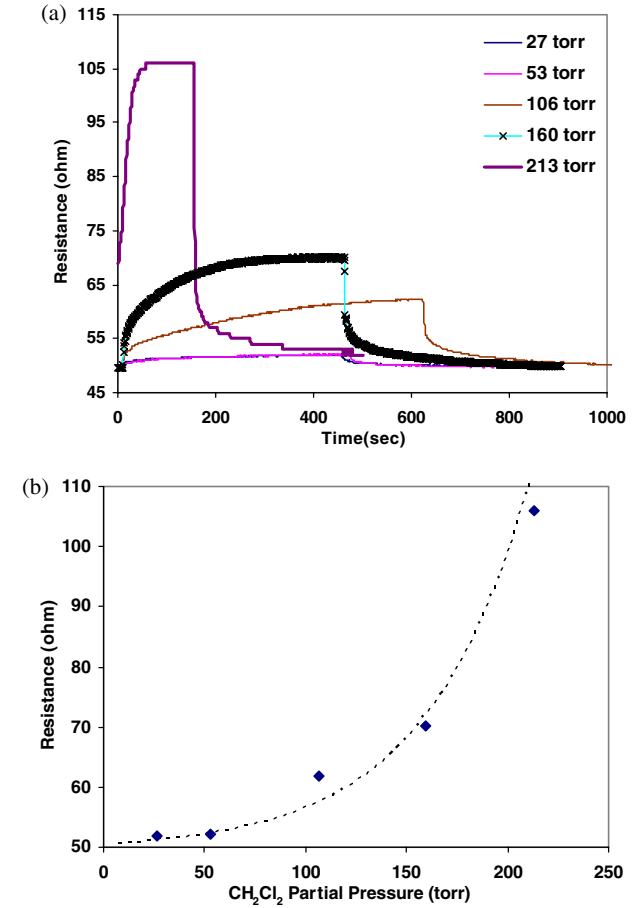 (a)
115
105
95
85
75
65
55
45
Resistance (ohm)
27 torr
53 torr
106 torr
160 torr
213 torr
0
200
400
600
800
1000
Time(sec)
(b)
110
100
90
80
70
60
50
Resistance (ohm)
0
50
100
150
200
250
CH₂Cl₂ Partial Pressure (torr)